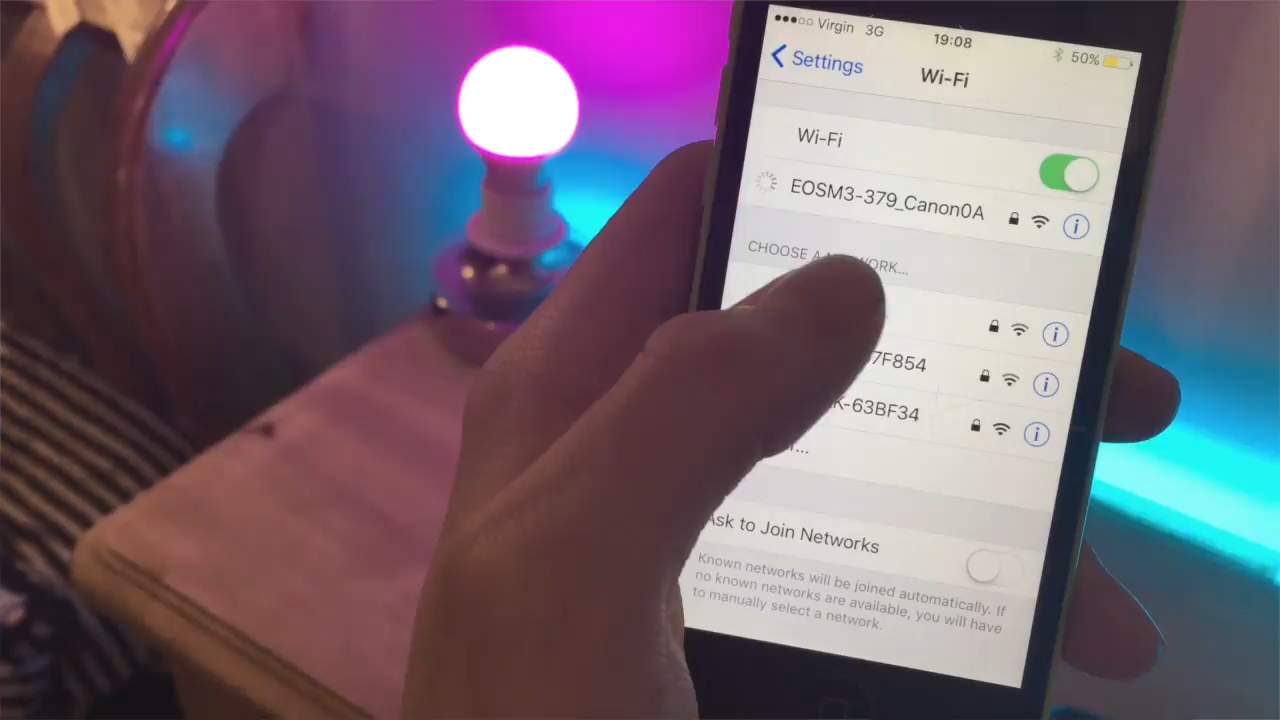 Virgin 3G 19:08 50%
Settings Wi-Fi
Wi-Fi
EOSM3-379_Canon0A
CHOOSE A NETWORK...
7F854
-63BF34
Ask to Join Networks
Known networks will be joined automatically. If
no known networks are available, you will have
to manually select a network.